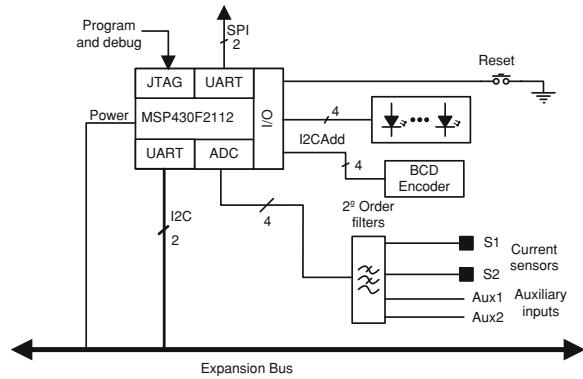 Program
and debug
SPI
2
JTAG
UART
Reset
Power
MSP430F2112
I/O
4
I2CAdd
UART
ADC
4
BCD
Encoder
I2C
2
4
2º Order
filters
S1
Current
sensors
S2
Aux1
Auxiliary
inputs
Aux2
Expansion Bus